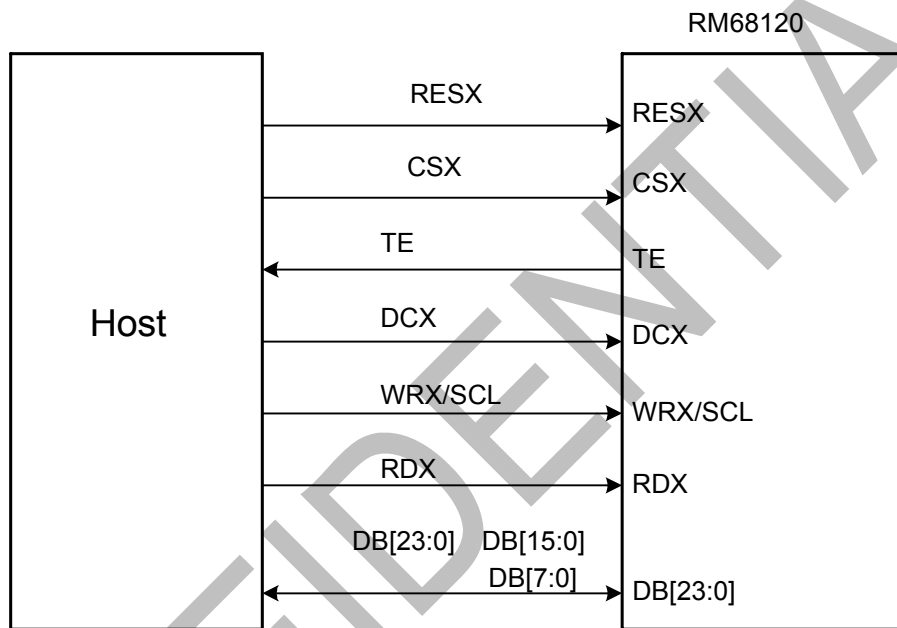 RM68120
RESX
RESX
CSX
CSX
TE
TE
Host
DCX
DCX
WRX/SCL
WRX/SCL
RDX
RDX
DB[23:0] DB[15:0]
DB[7:0]
DB[23:0]
FIDENTIA